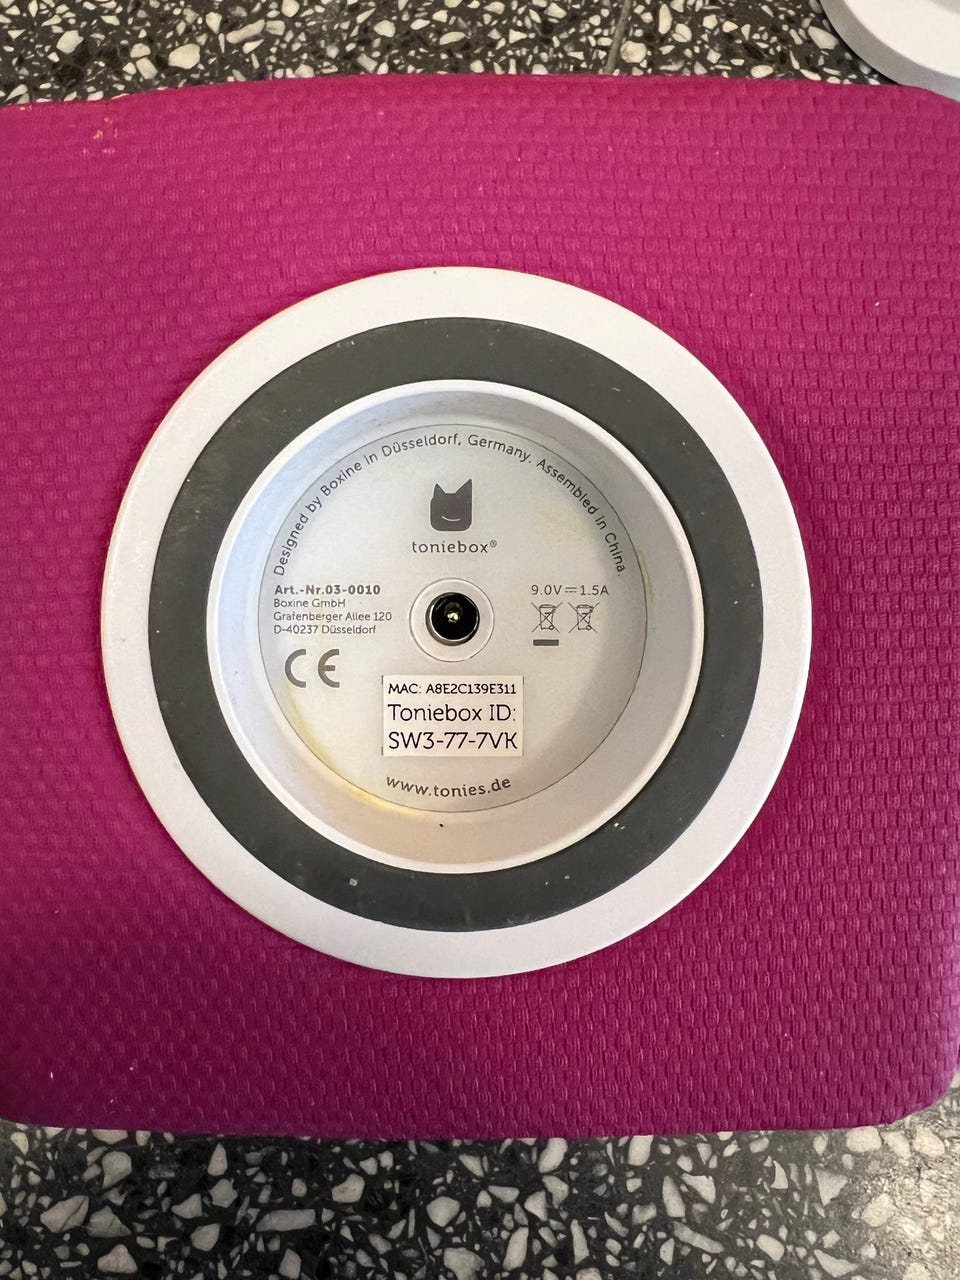 Designed by Boxine in Düsseldorf, Germany. Assembled in China.
toniebox®
Art.-Nr.03-0010
Boxine GmbH
Grafenberger Allee 120
D-40237 Düsseldorf
CE
9.0V⎓1.5A
MAC: A8E2C139E311
Toniebox ID:
SW3-77-7VK
www.tonies.de